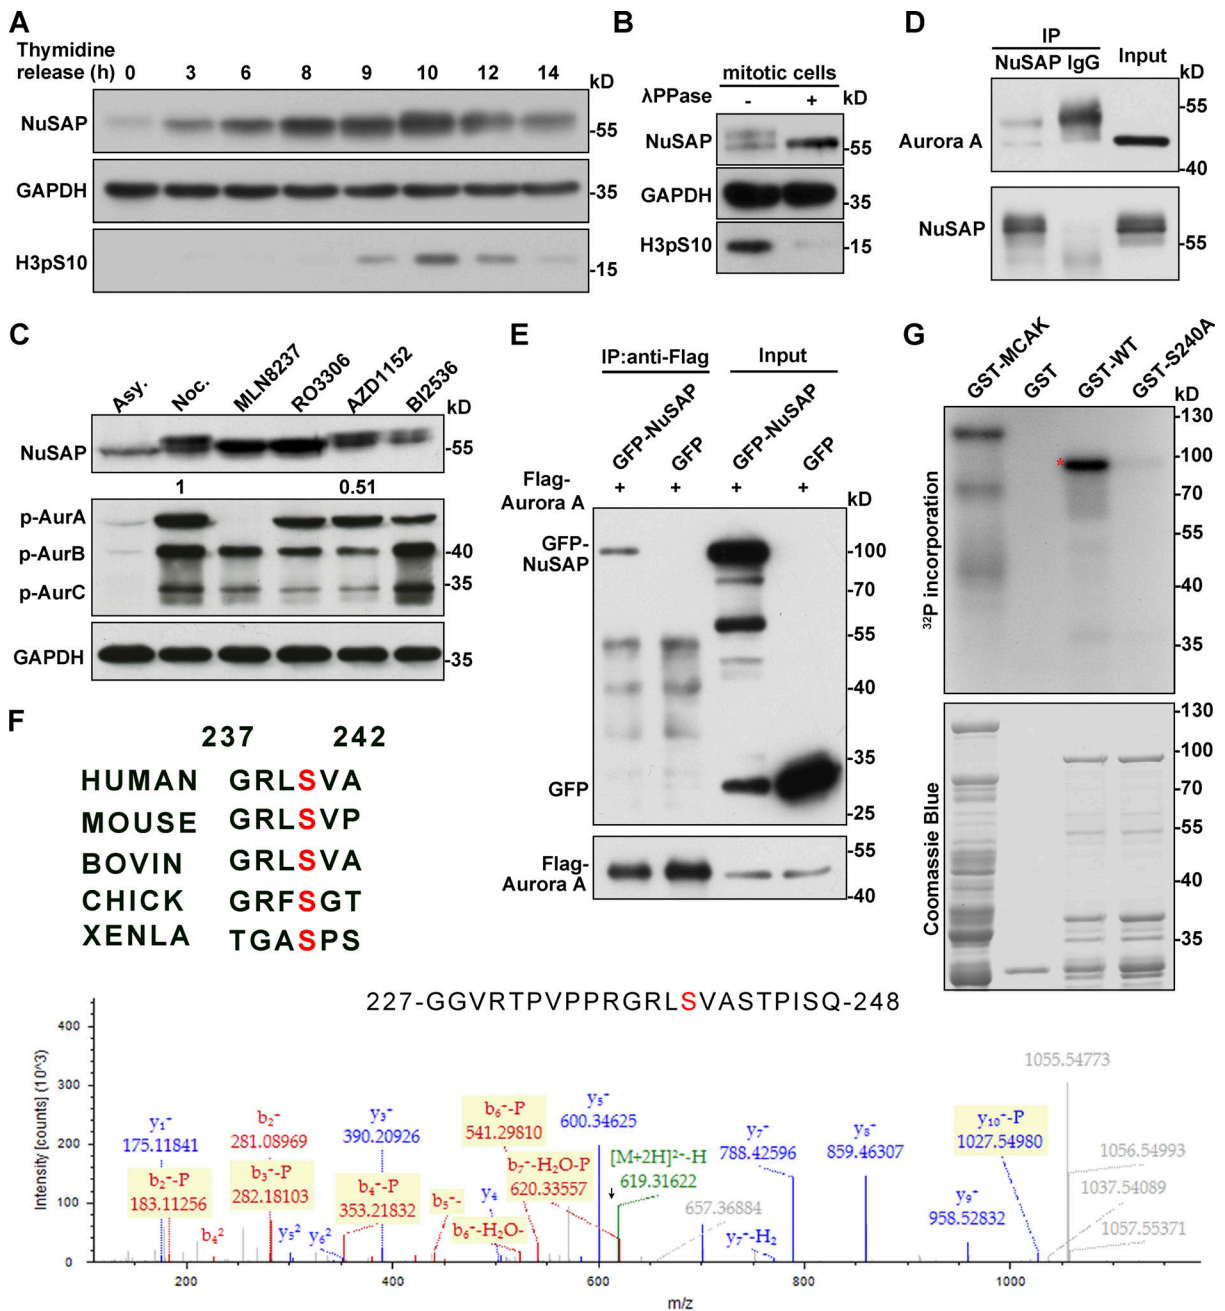 A
Thymidine
release (h) 0 3 6 8 9 10 12 14
kD
NuSAP
-55
GAPDH
-35
H3pS10
-15
B
mitotic cells
λPPase - + kD
NuSAP
-55
GAPDH
-35
H3pS10
-15
D
IP
NuSAP IgG Input
kD
-55
Aurora A
-40
NuSAP
-55
C
Asy. Noc. MLN8237 RO3306 AZD1152 BI2536
kD
NuSAP
-55
1 0.51
p-AurA
p-AurB
-40
p-AurC
-35
GAPDH
-35
E
IP:anti-Flag Input
GFP-NuSAP GFP GFP-NuSAP GFP
Flag-
Aurora A + + + +
kD
GFP-
NuSAP
-100
-70
-55
-40
-35
GFP
-25
-55
Flag-
Aurora A
-40
G
GST-MCAK GST GST-WT GST-S240A
kD
-130
*
-100
-70
-55
-40
-35
32P incorporation
-130
-100
-70
-55
-40
-35
Coomassie Blue
F
237 242
HUMAN GRLSVA
MOUSE GRLSVP
BOVIN GRLSVA
CHICK GRFSGT
XENLA TGASPS
227-GGVRTPVPPRGRLSVASTPISQ-248
Intensity [counts] (10^3)
400
300
200
100
0
y₁⁺
175.11841
b₂⁺-P
183.11256
b₄²
b₂⁺
281.08969
b₃⁺-P
282.18103
y₅²
y₆²
y₃⁺
390.20926
b₄⁺-P
353.21832
b₅⁺-
b₆⁺-P
541.29810
y₄
b₆⁺-H₂O-
y₅⁺
600.34625
b₇⁺-H₂O-P
620.33557
[M+2H]²⁺-H
619.31622
657.36884
y₇⁺
788.42596
y₇⁺-H₂
y₈⁺
859.46307
y₉⁺
958.52832
y₁₀⁺-P
1027.54980
1055.54773
1056.54993
1037.54089
1057.55371
200 400 600 800 1000
m/z